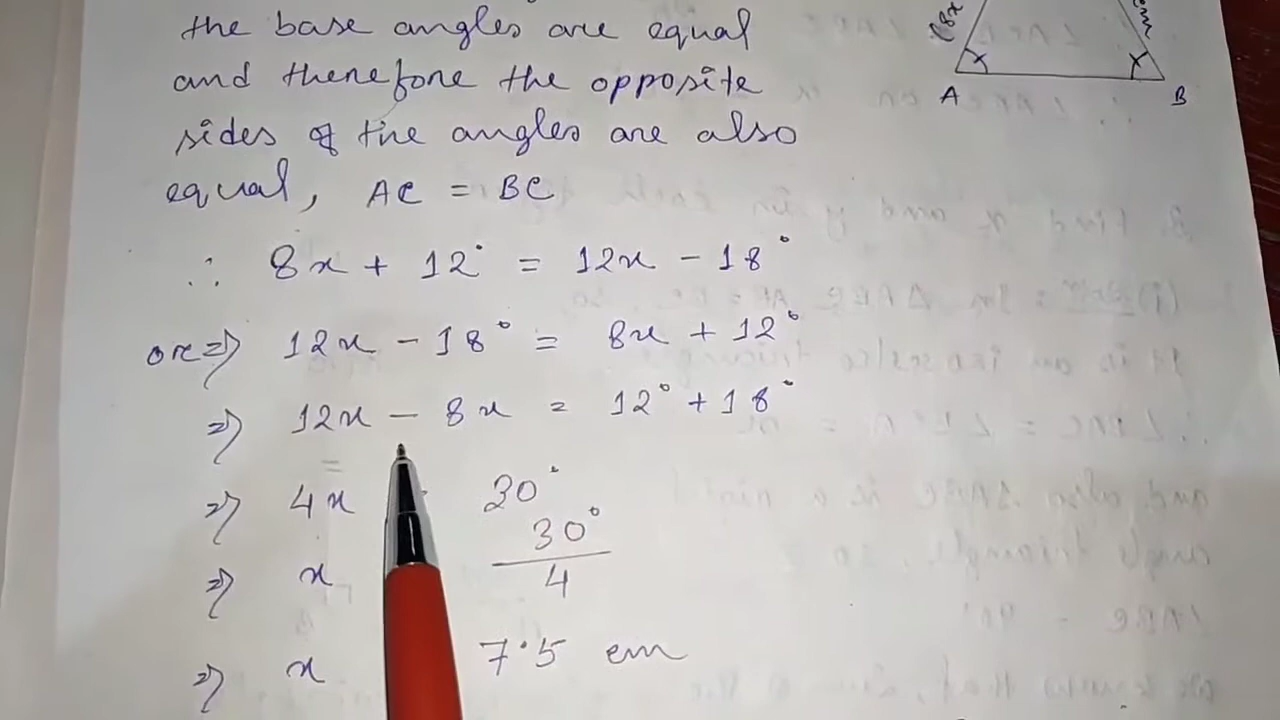 the base angles are equal
and therefore the opposite
sides of the angles are also
equal, AC = BC
∴ 8x + 12° = 12x - 18°
or ⇒ 12x - 18° = 8x + 12°
⇒ 12x - 8x = 12° + 18°
⇒ 4x 30°
⇒ x 30°/4
⇒ x 7.5 cm
A B